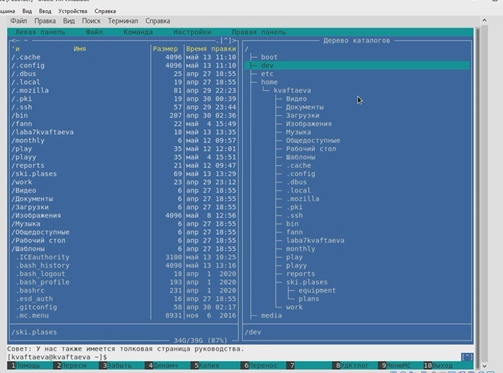 Машина Вид Ввод Устройства Справка
Файл Правка Вид Поиск Терминал Справка
Левая панель Файл Команда Настройки Правая панель
Дерево каталогов
'и Имя Размер Время правки
/.cache 4096 май 13 11:10
/.config 4096 май 13 11:10
/.dbus 25 апр 27 18:55
/.local 19 апр 27 18:55
/.mozilla 81 апр 29 22:23
/.pki 19 апр 30 00:39
/.ssh 57 апр 29 23:44
/bin 207 апр 30 02:36
/fann 22 май 4 15:49
/laba7kvaftaeva 18 май 13 13:35
/monthly 6 май 12 09:57
/play 35 май 12 12:01
/playy 35 май 4 15:51
/reports 21 май 12 09:47
/ski.plases 69 май 13 13:29
/work 23 апр 29 23:12
/Видео 6 апр 27 18:55
/Документы 6 апр 27 18:55
/Загрузки 6 апр 27 18:55
/Изображения 4096 май 8 12:56
/Музыка 6 апр 27 18:55
/Общедоступные 6 апр 27 18:55
/Рабочий стол 6 апр 27 18:55
/Шаблоны 6 апр 27 18:55
.ICEauthority 3100 май 13 10:25
.bash_history 4098 май 13 13:16
.bash_logout 18 апр 1 2020
.bash_profile 193 апр 1 2020
.bashrc 231 апр 1 2020
.esd_auth 16 апр 27 18:55
.gitconfig 58 апр 30 02:17
.mc.menu 8931 ноя 6 2016
/ski.plases
34G/39G (87%)
/
boot
dev
etc
home
kvaftaeva
Видео
Документы
Загрузки
Изображения
Музыка
Общедоступные
Рабочий стол
Шаблоны
.cache
.config
.dbus
.local
.mozilla
.pki
.ssh
bin
fann
laba7kvaftaeva
monthly
play
playy
reports
ski.plases
equipment
plans
work
media
/dev
Совет: У нас также имеется толковая страница руководства.
[kvaftaeva@kvaftaeva ~]$
1Помощь 2Пересм 3Забыть 4Динамч 5Копия 6Перенос 7 8УдКтлог 9МенюMC 10Выход